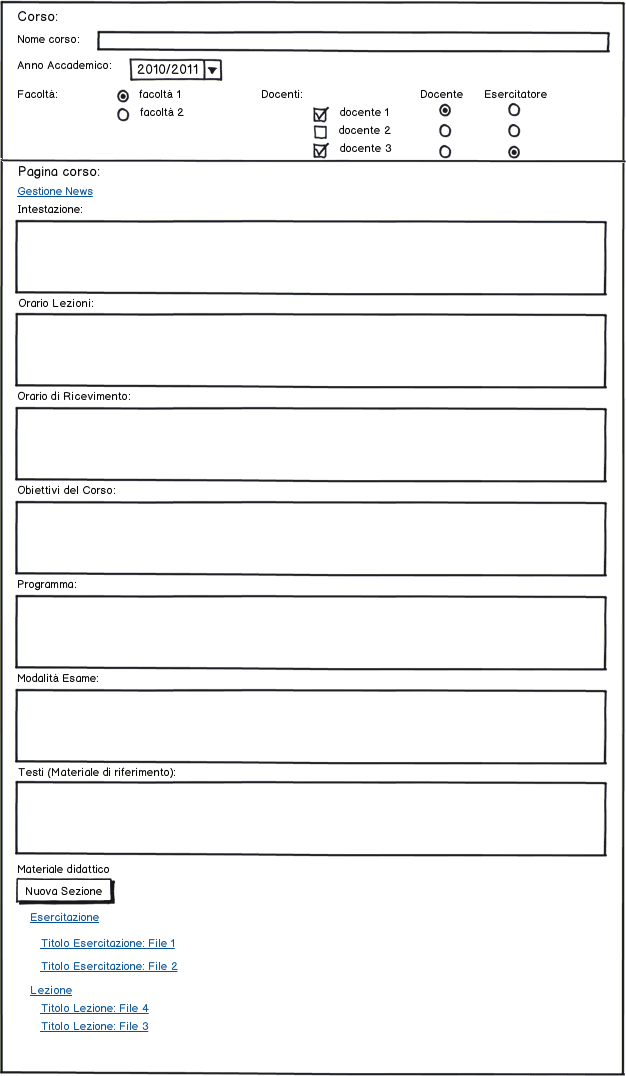 Corso:
Nome corso:
Anno Accademico: 2010/2011
Facoltà: facoltà 1 Docenti: Docente Esercitatore
facoltà 2 docente 1
docente 2
docente 3
Pagina corso:
Gestione News
Intestazione:
Orario Lezioni:
Orario di Ricevimento:
Obiettivi del Corso:
Programma:
Modalità Esame:
Testi (Materiale di riferimento):
Materiale didattico
Nuova Sezione
Esercitazione
Titolo Esercitazione: File 1
Titolo Esercitazione: File 2
Lezione
Titolo Lezione: File 4
Titolo Lezione: File 3